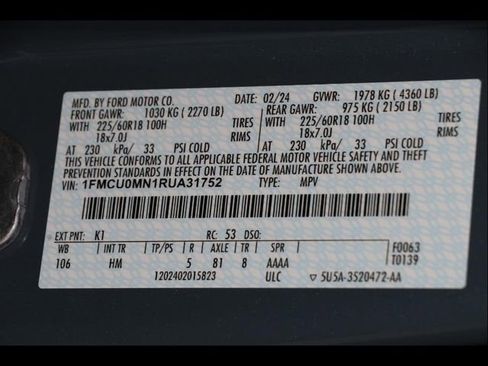 MFD. BY FORD MOTOR CO. DATE: 02/24 GVWR: 1978 KG ( 4360 LB)
FRONT GAWR: 1030 KG ( 2270 LB) REAR GAWR: 975 KG ( 2150 LB)
WITH 225/60R18 100H TIRES WITH 225/60R18 100H TIRES
18x7.0J RIMS 18x7.0J RIMS
AT 230 kPa/ 33 PSI COLD AT 230 kPa/ 33 PSI COLD
THIS VEHICLE CONFORMS TO ALL APPLICABLE FEDERAL MOTOR VEHICLE SAFETY AND BUMPER
STANDARDS IN EFFECT ON THE DATE OF MANUFACTURE SHOWN ABOVE.
VIN: 1FMCU0MN1RUA31752 TYPE: MPV
EXT PNT: K1 RC: 53 DSO:
WB INT TR TP/PS R AXLE TR SPR F0063
106 HM 5 81 8 AAAA T0139
1202402015823 ULC ▽ 5U5A-3S20472-AA